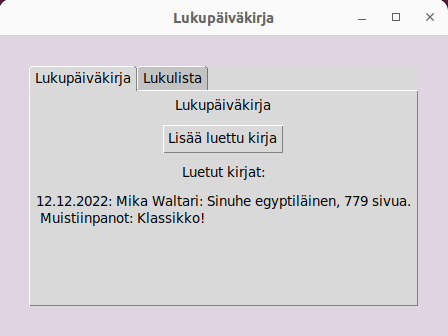 Lukupäiväkirja
Lukupäiväkirja Lukulista
Lukupäiväkirja
Lisää luettu kirja
Luetut kirjat:
12.12.2022: Mika Waltari: Sinuhe egyptiläinen, 779 sivua.
Muistiinpanot: Klassikko!